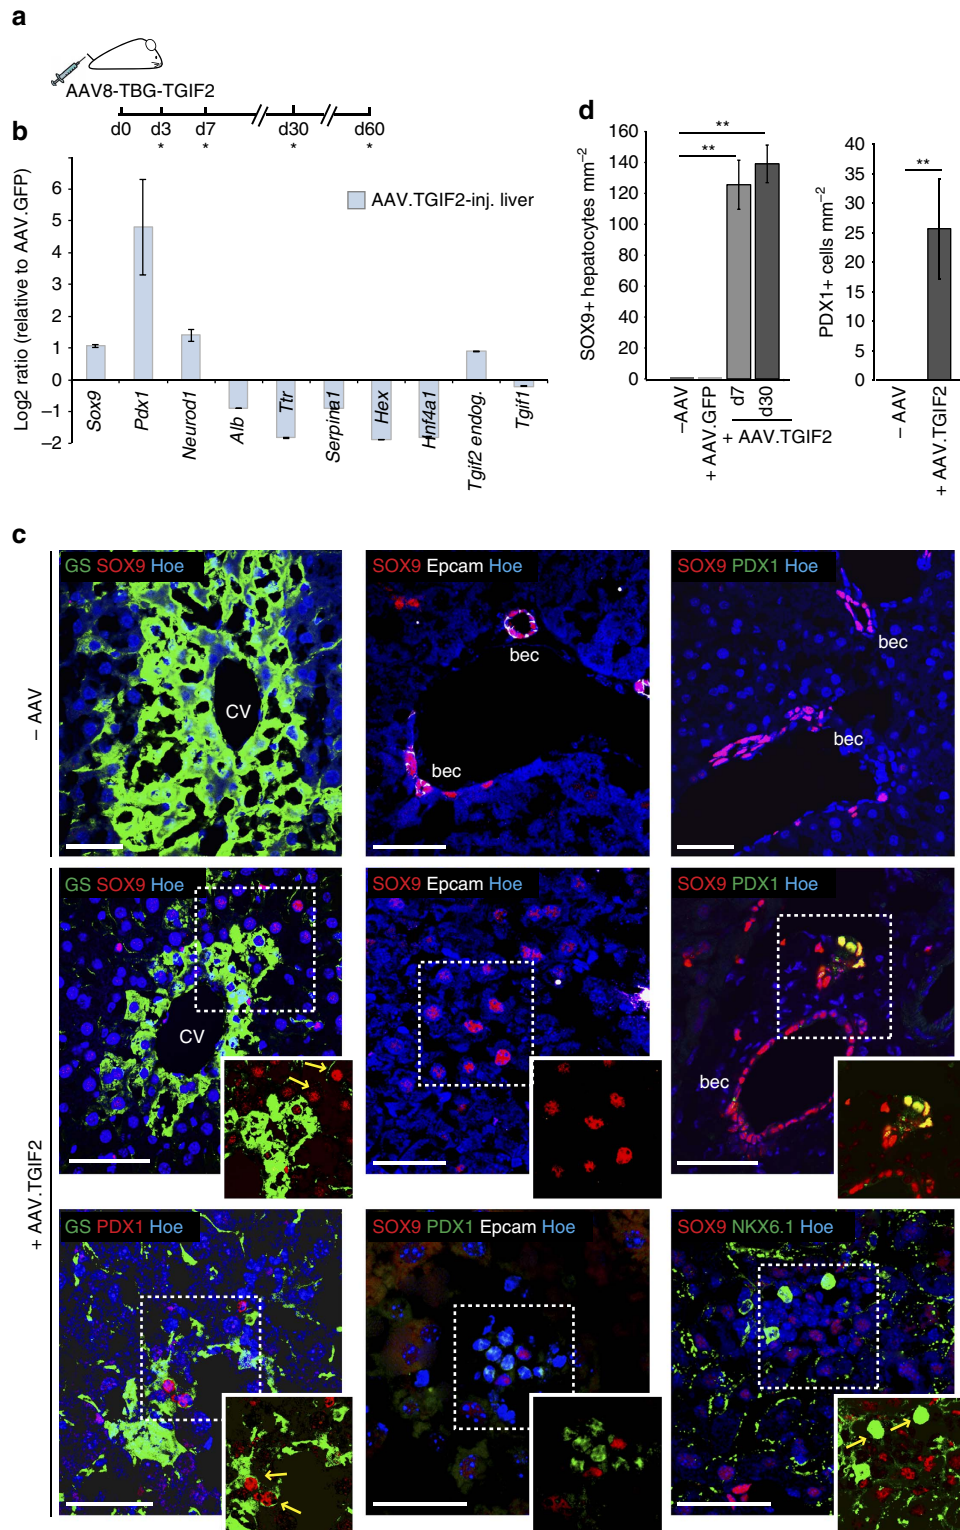 a
AAV8-TBG-TGIF2
d0 d3 d7 d30 d60
* * * *
b
Log2 ratio (relative to AAV.GFP)
6
5
4
3
2
1
0
−1
−2
AAV.TGIF2-inj. liver
Sox9 Pdx1 Neurod1 Alb Ttr Serpina1 Hex Hnf4a1 Tgif2 endog. Tgif1
d
SOX9+ hepatocytes mm−2
160
140
120
100
80
60
40
20
0
**
**
−AAV
+ AAV.GFP
d7
d30
+ AAV.TGIF2
PDX1+ cells mm−2
40
35
30
25
20
15
10
5
0
**
− AAV
+ AAV.TGIF2
c
− AAV
GS SOX9 Hoe
CV
SOX9 Epcam Hoe
bec
bec
SOX9 PDX1 Hoe
bec
bec
+ AAV.TGIF2
GS SOX9 Hoe
CV
SOX9 Epcam Hoe
SOX9 PDX1 Hoe
bec
GS PDX1 Hoe
SOX9 PDX1 Epcam Hoe
SOX9 NKX6.1 Hoe